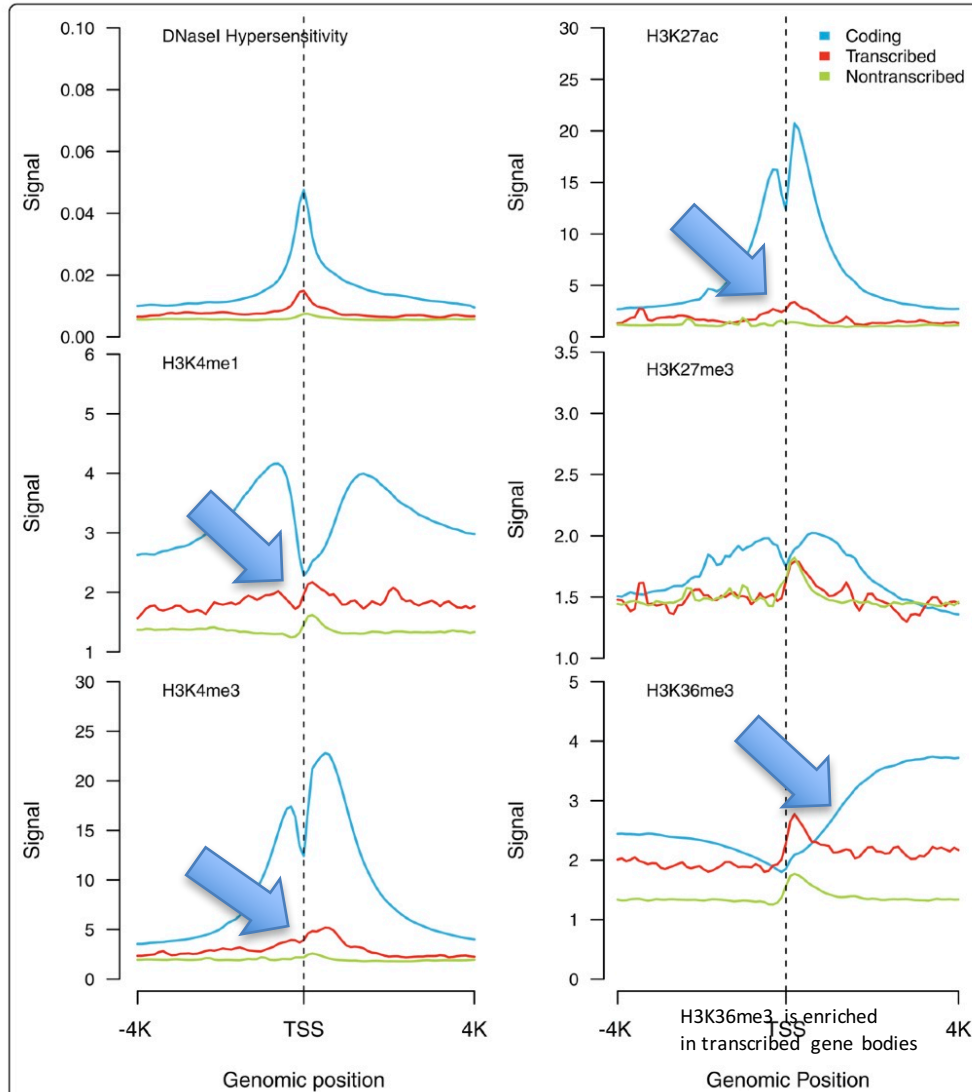 DNaseI Hypersensitivity
Signal
0.10
0.08
0.06
0.04
0.02
0.00
H3K27ac
Coding
Transcribed
Nontranscribed
Signal
30
25
20
15
10
5
0
H3K4me1
Signal
6
5
4
3
2
1
H3K27me3
Signal
3.5
3.0
2.5
2.0
1.5
1.0
H3K4me3
Signal
30
25
20
15
10
5
0
-4K
TSS
4K
Genomic position
H3K36me3
Signal
5
4
3
2
1
0
-4K
TSS
4K
H3K36me3 is enriched
in transcribed gene bodies
Genomic Position